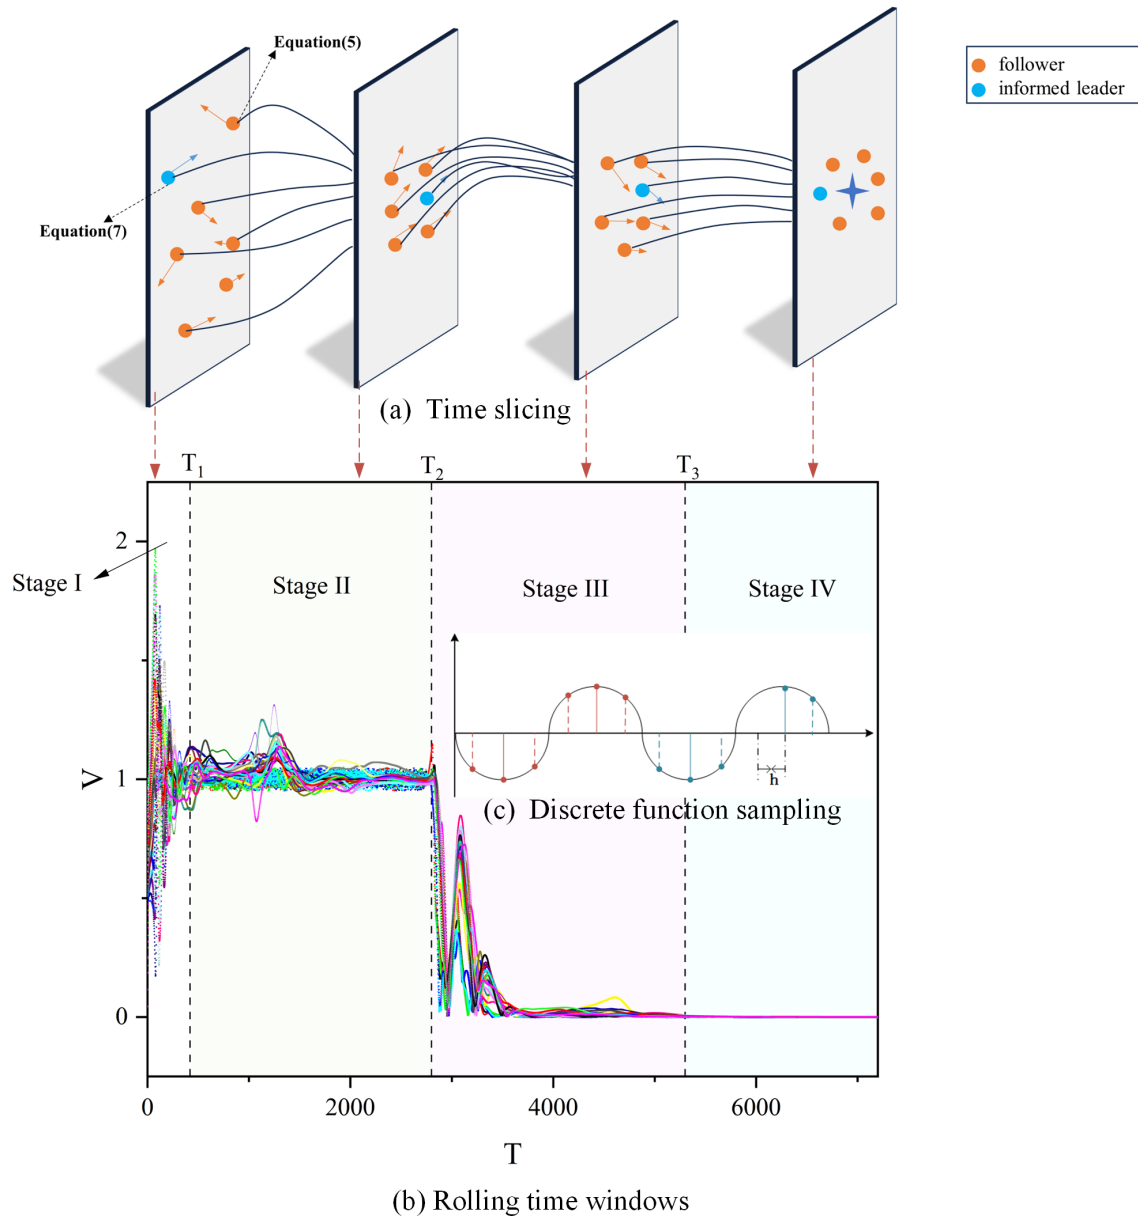 Equation(5)
follower
informed leader
Equation(7)
(a) Time slicing
T1
T2
T3
2
Stage I
Stage II
Stage III
Stage IV
h
1
V
(c) Discrete function sampling
0
0
2000
4000
6000
T
(b) Rolling time windows